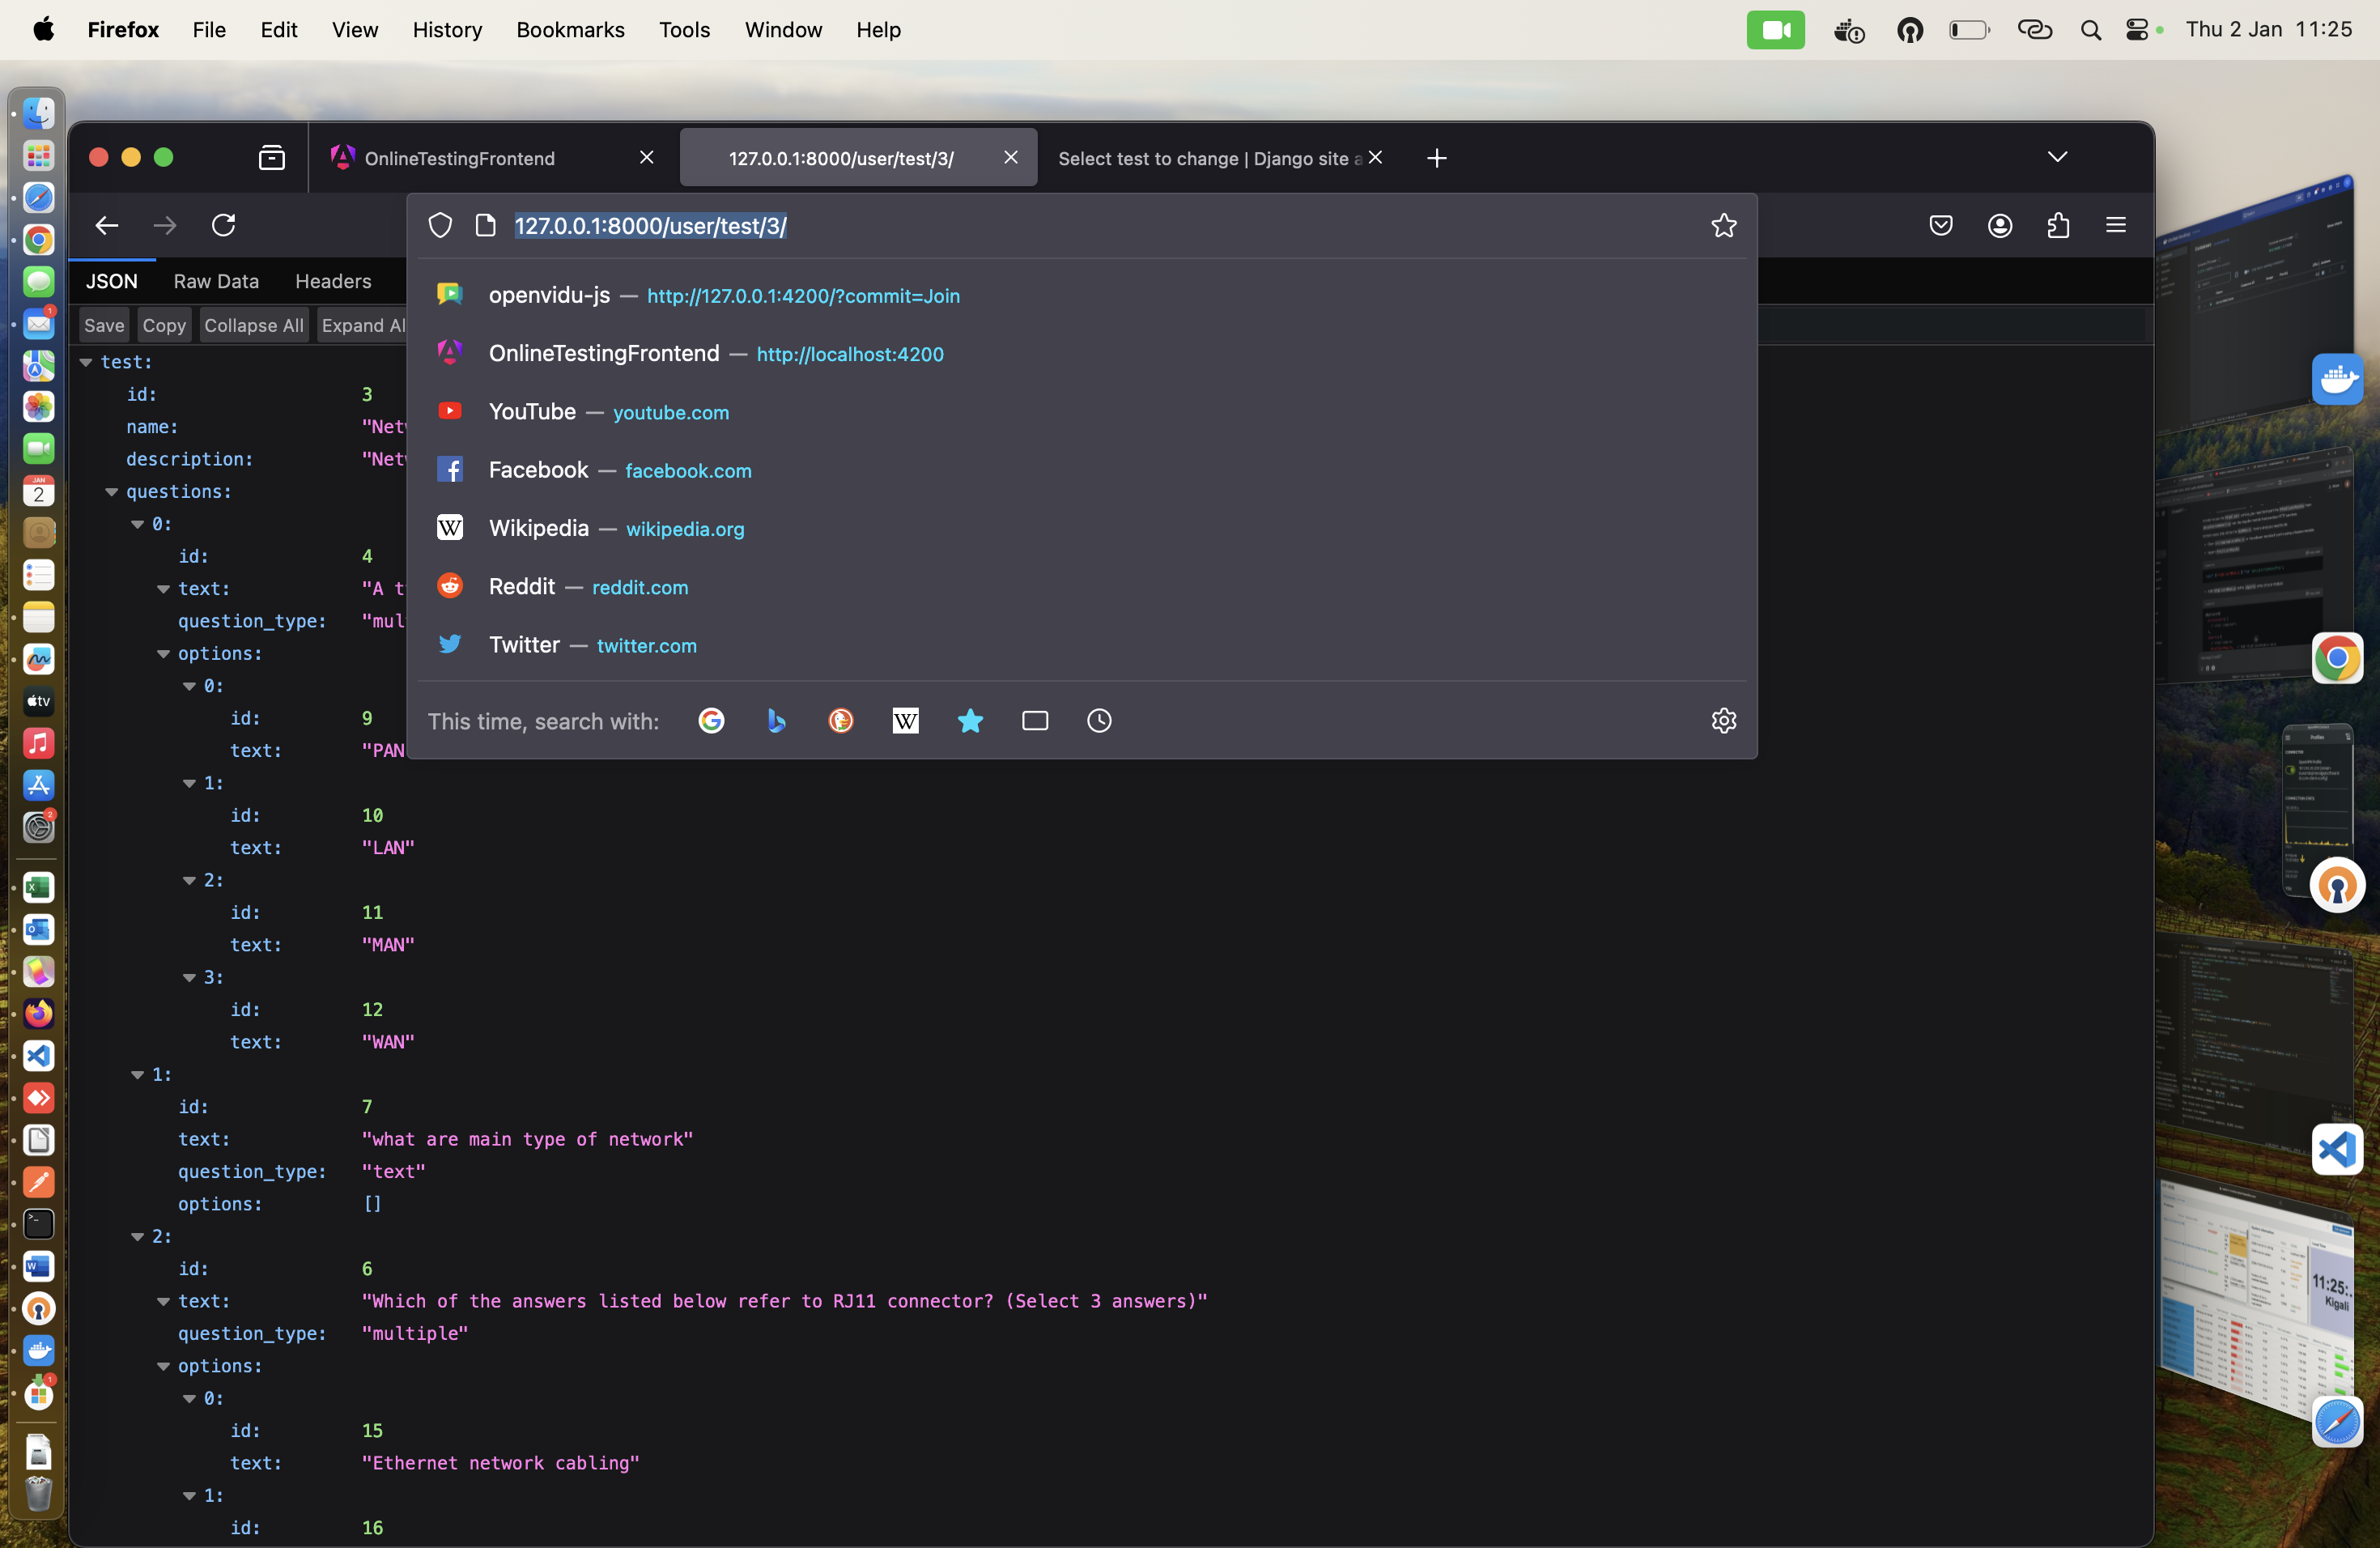 Firefox File Edit View History Bookmarks Tools Window Help Thu 2 Jan 11:25
OnlineTestingFrontend
127.0.0.1:8000/user/test/3/
Select test to change | Django site a
127.0.0.1:8000/user/test/3/
JSON Raw Data Headers
Save Copy Collapse All Expand Al
openvidu-js — http://127.0.0.1:4200/?commit=Join
OnlineTestingFrontend — http://localhost:4200
YouTube — youtube.com
Facebook — facebook.com
Wikipedia — wikipedia.org
Reddit — reddit.com
Twitter — twitter.com
This time, search with:
test:
id: 3
name: "Net
description: "Net
questions:
0:
id: 4
text: "A t
question_type: "mul
options:
0:
id: 9
text: "PAN
1:
id: 10
text: "LAN"
2:
id: 11
text: "MAN"
3:
id: 12
text: "WAN"
1:
id: 7
text: "what are main type of network"
question_type: "text"
options: []
2:
id: 6
text: "Which of the answers listed below refer to RJ11 connector? (Select 3 answers)"
question_type: "multiple"
options:
0:
id: 15
text: "Ethernet network cabling"
1:
id: 16
JAN
2
tv
11:25:
Kigali